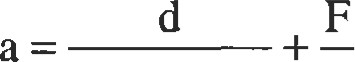 d F
a = ——— + —